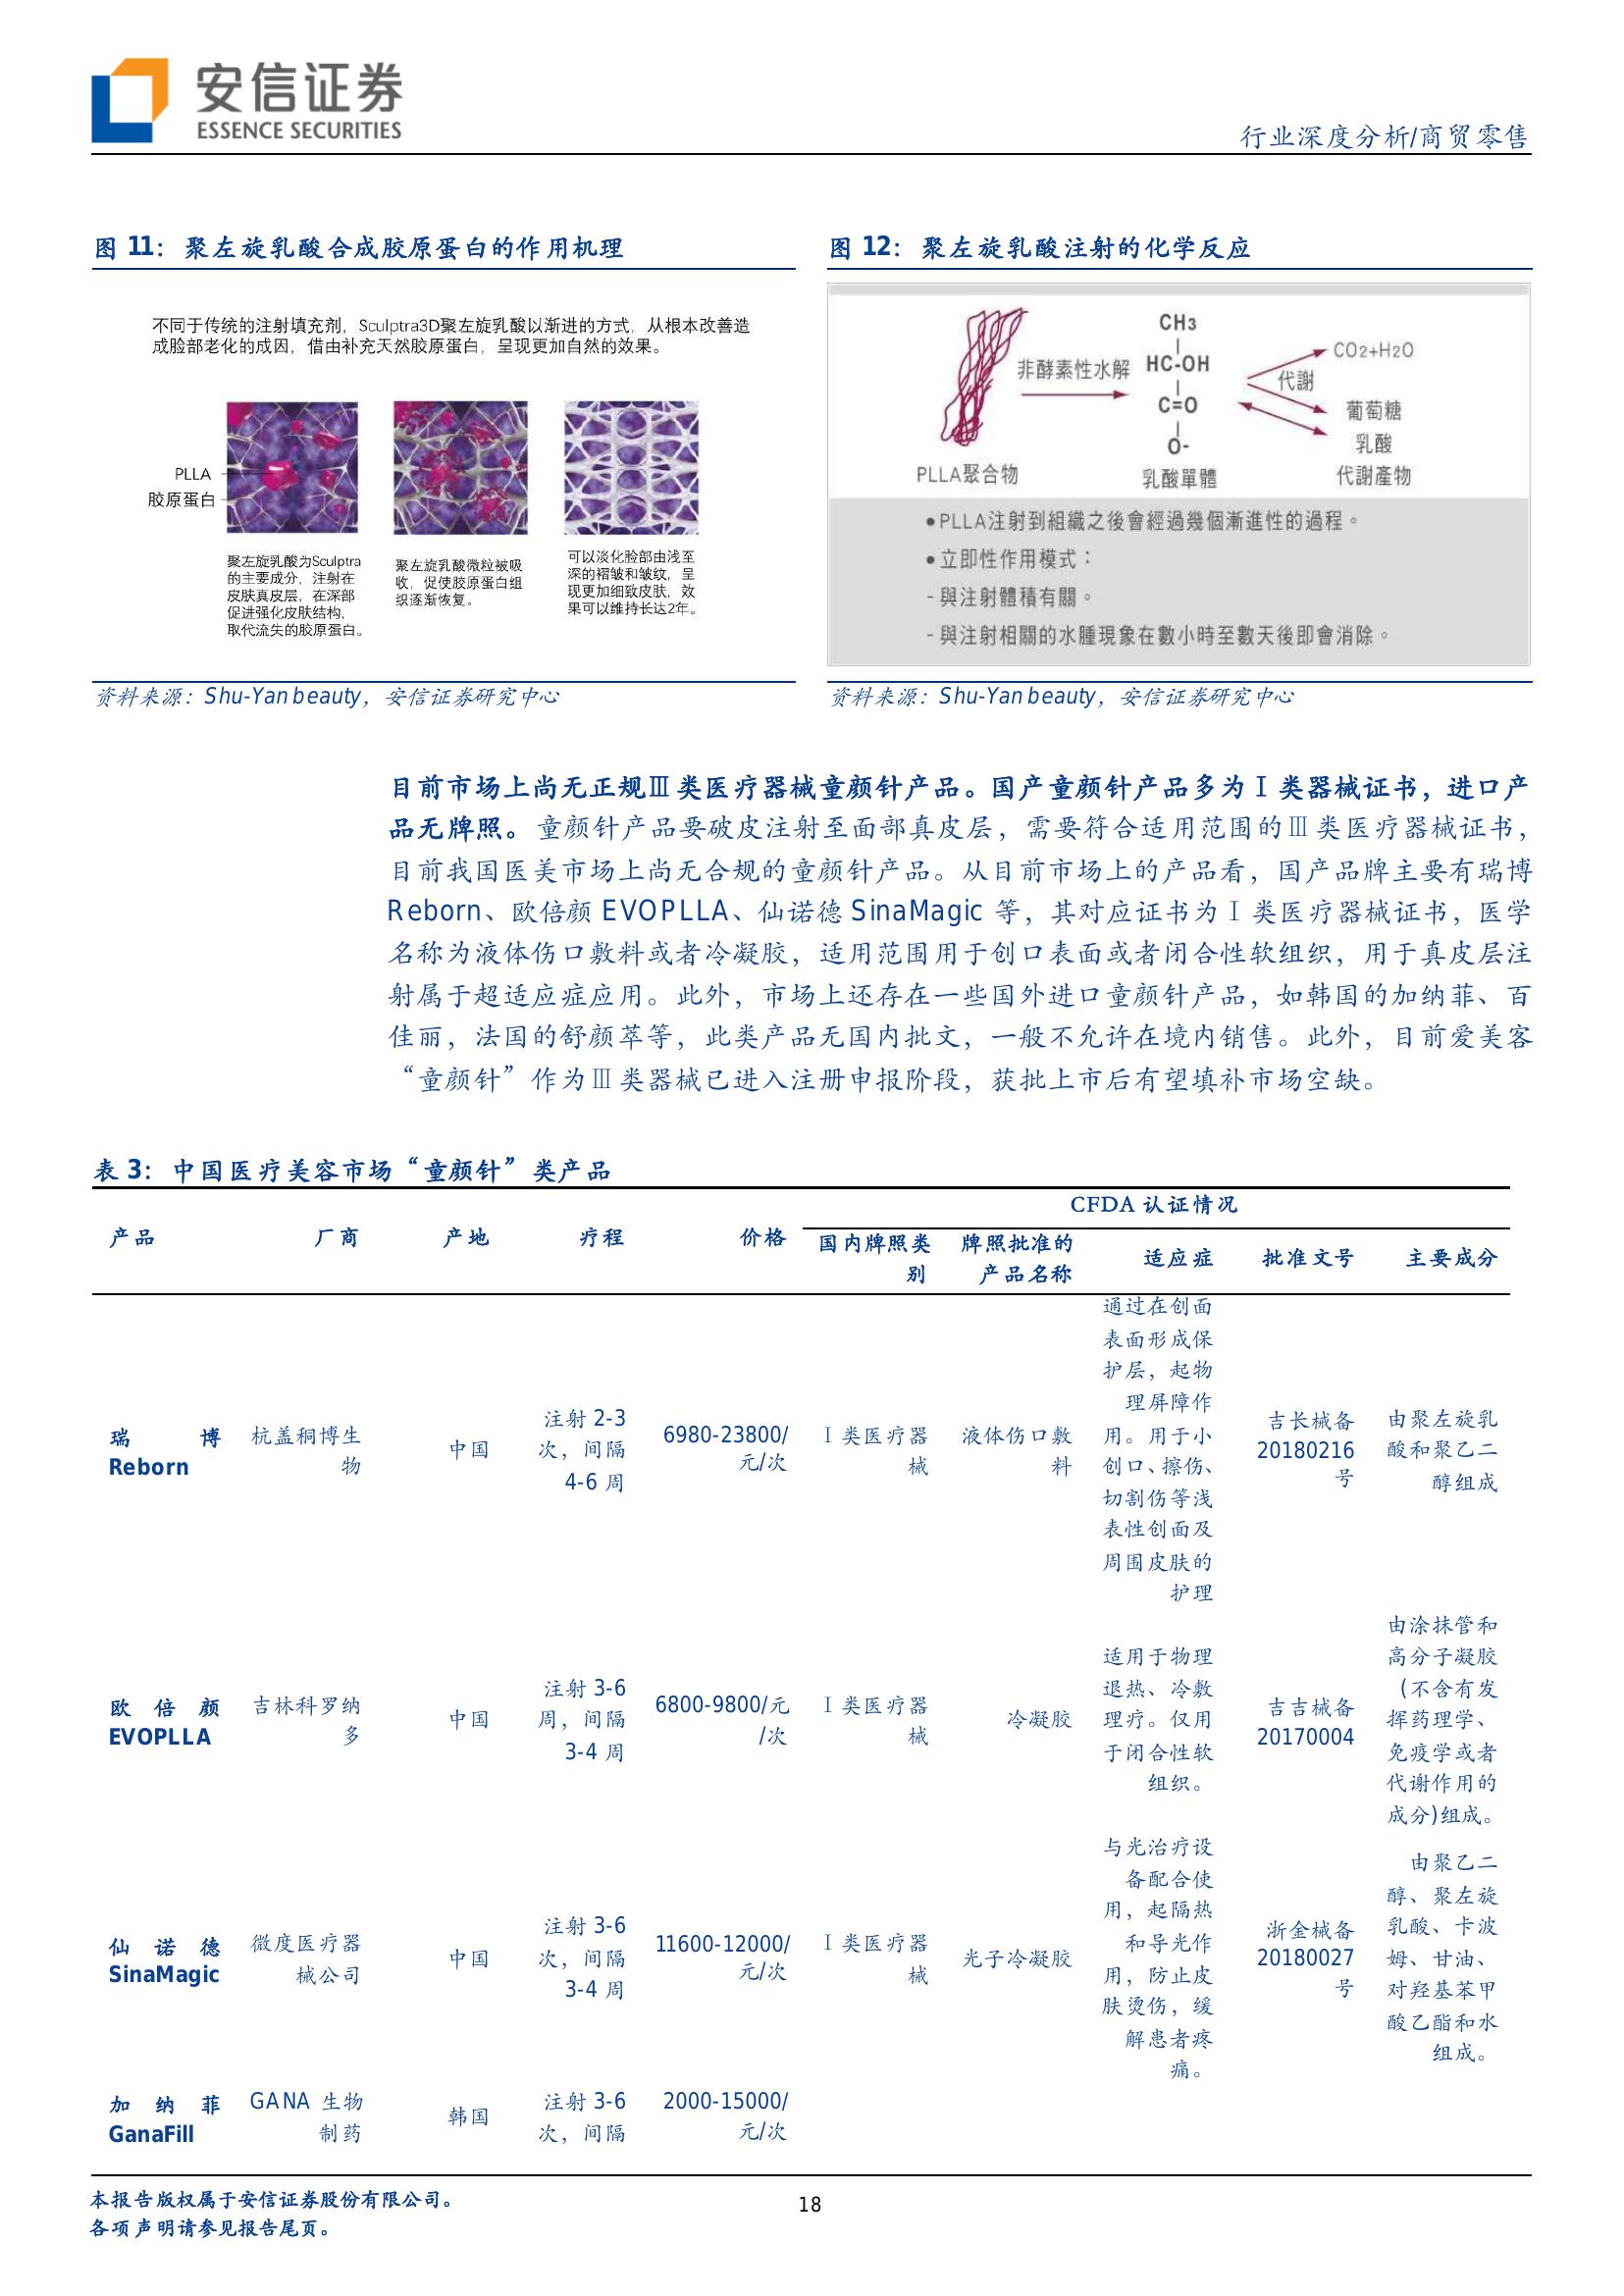 安信证券
ESSENCE SECURITIES
行业深度分析/商贸零售
图 11：聚左旋乳酸合成胶原蛋白的作用机理
不同于传统的注射填充剂，Sculptra3D聚左旋乳酸以渐进的方式，从根本改善造
成脸部老化的成因，借由补充天然胶原蛋白，呈现更加自然的效果。
PLLA
胶原蛋白
聚左旋乳酸为Sculptra
的主要成分，注射在
皮肤真皮层，在深部
促进强化皮肤结构，
取代流失的胶原蛋白。
聚左旋乳酸微粒被吸
收，促使胶原蛋白组
织逐渐恢复。
可以淡化脸部由浅至
深的褶皱和皱纹，呈
现更加细致皮肤，效
果可以维持长达2年。
资料来源：Shu-Yan beauty，安信证券研究中心
图 12：聚左旋乳酸注射的化学反应
PLLA聚合物
非酵素性水解
CH3
HC-OH
C=O
O-
乳酸單體
代謝
CO2+H2O
葡萄糖
乳酸
代謝產物
●PLLA注射到組織之後會經過幾個漸進性的過程。
●立即性作用模式：
- 與注射體積有關。
- 與注射相關的水腫現象在數小時至數天後即會消除。
资料来源：Shu-Yan beauty，安信证券研究中心
目前市场上尚无正规Ⅲ类医疗器械童颜针产品。国产童颜针产品多为Ⅰ类器械证书，进口产
品无牌照。童颜针产品要破皮注射至面部真皮层，需要符合适用范围的Ⅲ类医疗器械证书，
目前我国医美市场上尚无合规的童颜针产品。从目前市场上的产品看，国产品牌主要有瑞博
Reborn、欧倍颜 EVOPLLA、仙诺德 SinaMagic 等，其对应证书为Ⅰ类医疗器械证书，医学
名称为液体伤口敷料或者冷凝胶，适用范围用于创口表面或者闭合性软组织，用于真皮层注
射属于超适应症应用。此外，市场上还存在一些国外进口童颜针产品，如韩国的加纳菲、百
佳丽，法国的舒颜萃等，此类产品无国内批文，一般不允许在境内销售。此外，目前爱美客
“童颜针”作为Ⅲ类器械已进入注册申报阶段，获批上市后有望填补市场空缺。
表 3：中国医疗美容市场“童颜针”类产品
CFDA 认证情况
产品
厂商
产地
疗程
价格
国内牌照类
别
牌照批准的
产品名称
适应症
批准文号
主要成分
瑞 博
Reborn
杭盖桐博生
物
中国
注射 2-3
次，间隔
4-6 周
6980-23800/
元/次
Ⅰ类医疗器
械
液体伤口敷
料
通过在创面
表面形成保
护层，起物
理屏障作
用。用于小
创口、擦伤、
切割伤等浅
表性创面及
周围皮肤的
护理
吉长械备
20180216
号
由聚左旋乳
酸和聚乙二
醇组成
欧 倍 颜
EVOPLLA
吉林科罗纳
多
中国
注射 3-6
周，间隔
3-4 周
6800-9800/元
/次
Ⅰ类医疗器
械
冷凝胶
适用于物理
退热、冷敷
理疗。仅用
于闭合性软
组织。
吉吉械备
20170004
由涂抹管和
高分子凝胶
(不含有发
挥药理学、
免疫学或者
代谢作用的
成分)组成。
仙 诺 德
SinaMagic
微度医疗器
械公司
中国
注射 3-6
次，间隔
3-4 周
11600-12000/
元/次
Ⅰ类医疗器
械
光子冷凝胶
与光治疗设
备配合使
用，起隔热
和导光作
用，防止皮
肤烫伤，缓
解患者疼
痛。
浙金械备
20180027
号
由聚乙二
醇、聚左旋
乳酸、卡波
姆、甘油、
对羟基苯甲
酸乙酯和水
组成。
加 纳 菲
GanaFill
GANA 生物
制药
韩国
注射 3-6
次，间隔
2000-15000/
元/次
本报告版权属于安信证券股份有限公司。
各项声明请参见报告尾页。
18